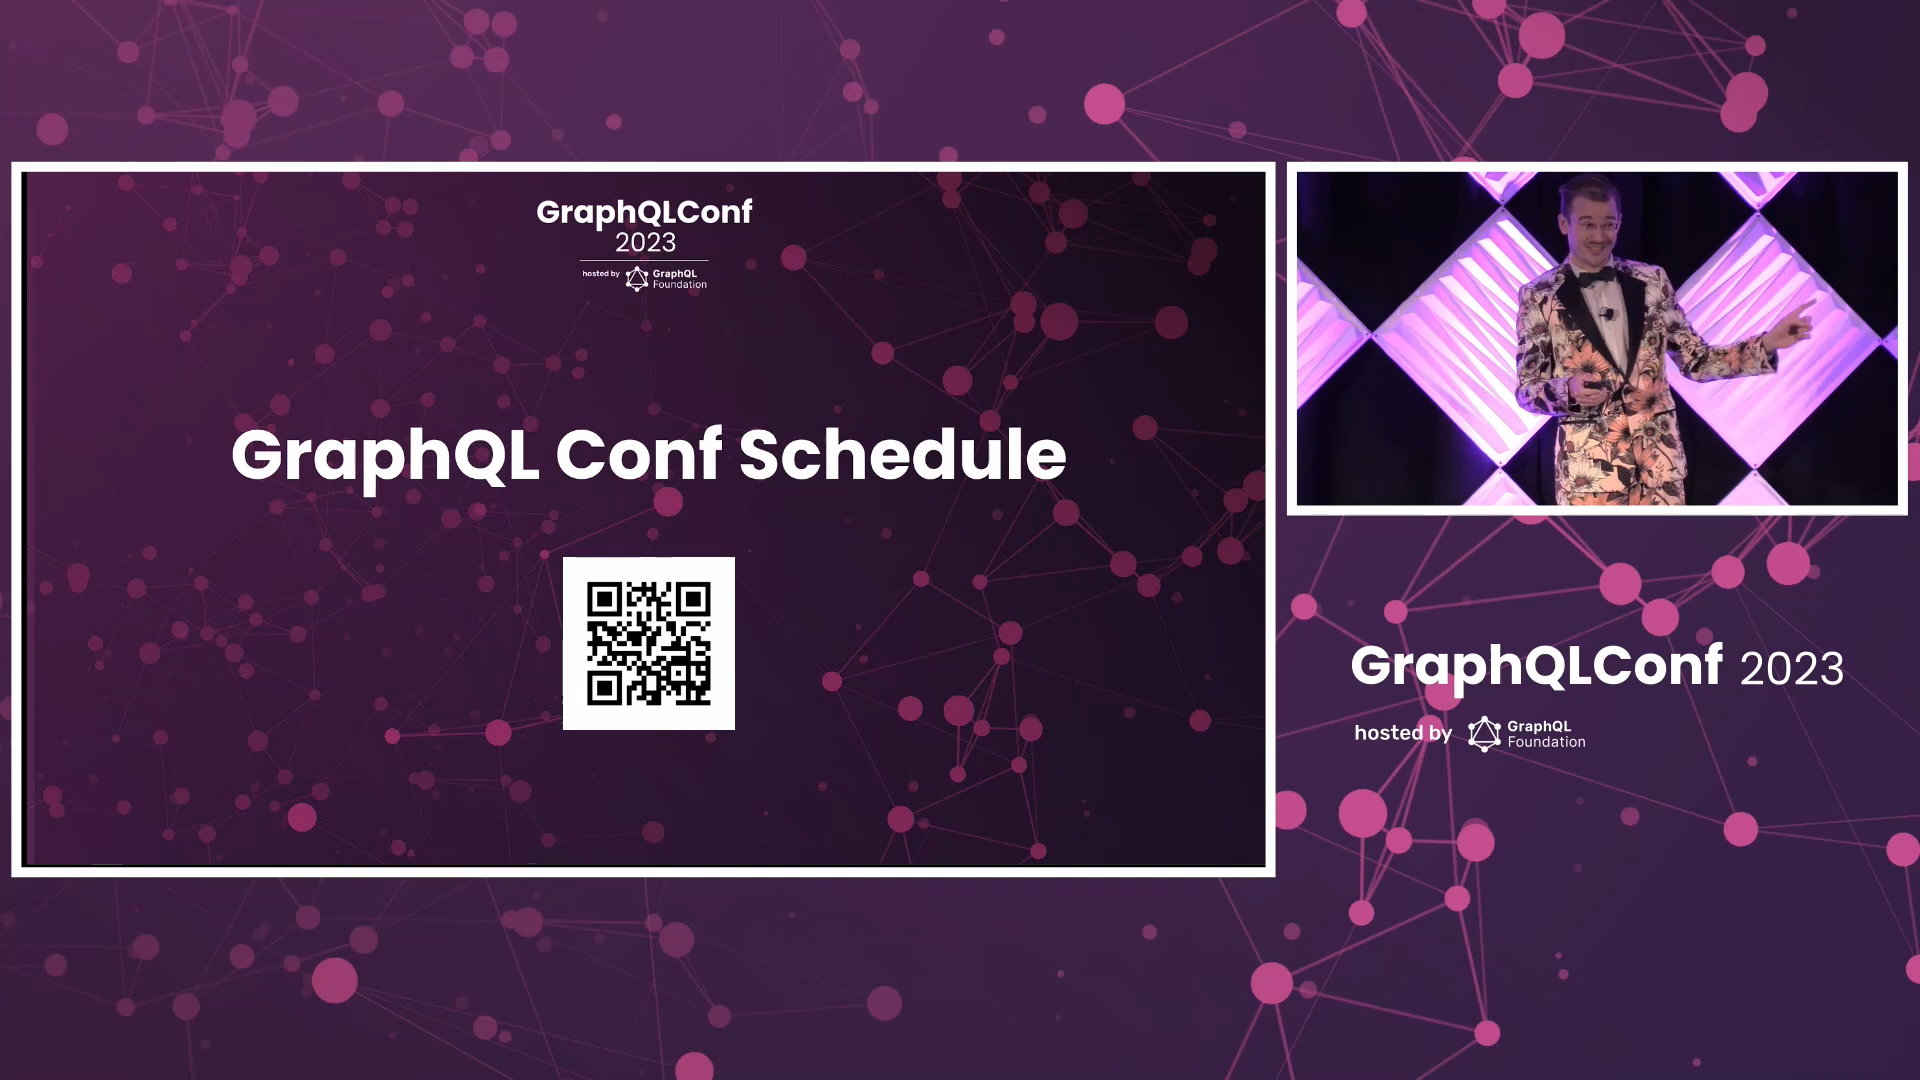 GraphQLConf
2023
hosted by
GraphQL
Foundation
GraphQL Conf Schedule
GraphQLConf 2023
hosted by
GraphQL
Foundation